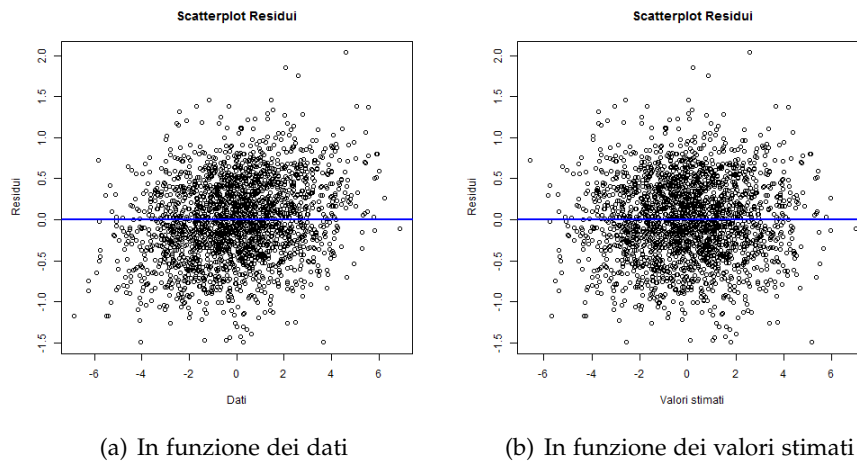 Scatterplot Residui
Residui
2.0
1.5
1.0
0.5
0.0
-0.5
-1.0
-1.5
-6 -4 -2 0 2 4 6
Dati
(a) In funzione dei dati
Scatterplot Residui
Residui
2.0
1.5
1.0
0.5
0.0
-0.5
-1.0
-1.5
-6 -4 -2 0 2 4 6
Valori stimati
(b) In funzione dei valori stimati